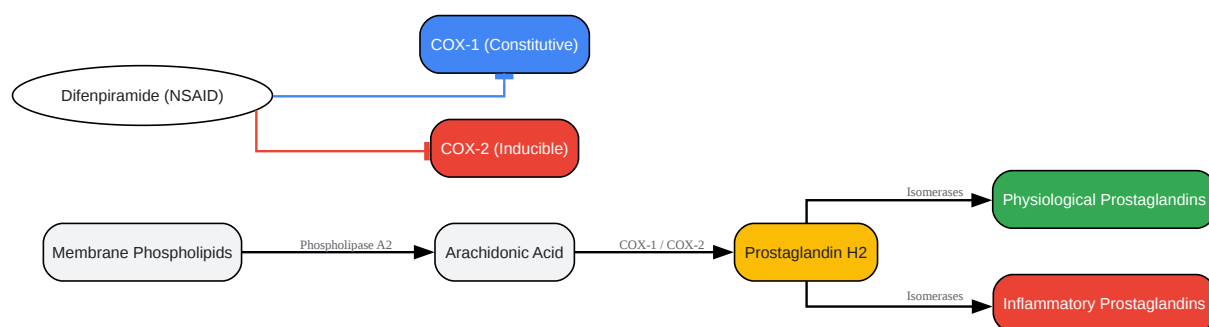 COX-1 (Constitutive)
Difenpiramide (NSAID)
COX-2 (Inducible)
Isomerases
Physiological Prostaglandins
Membrane Phospholipids
Phospholipase A2
Arachidonic Acid
COX-1 / COX-2
Prostaglandin H2
Isomerases
Inflammatory Prostaglandins